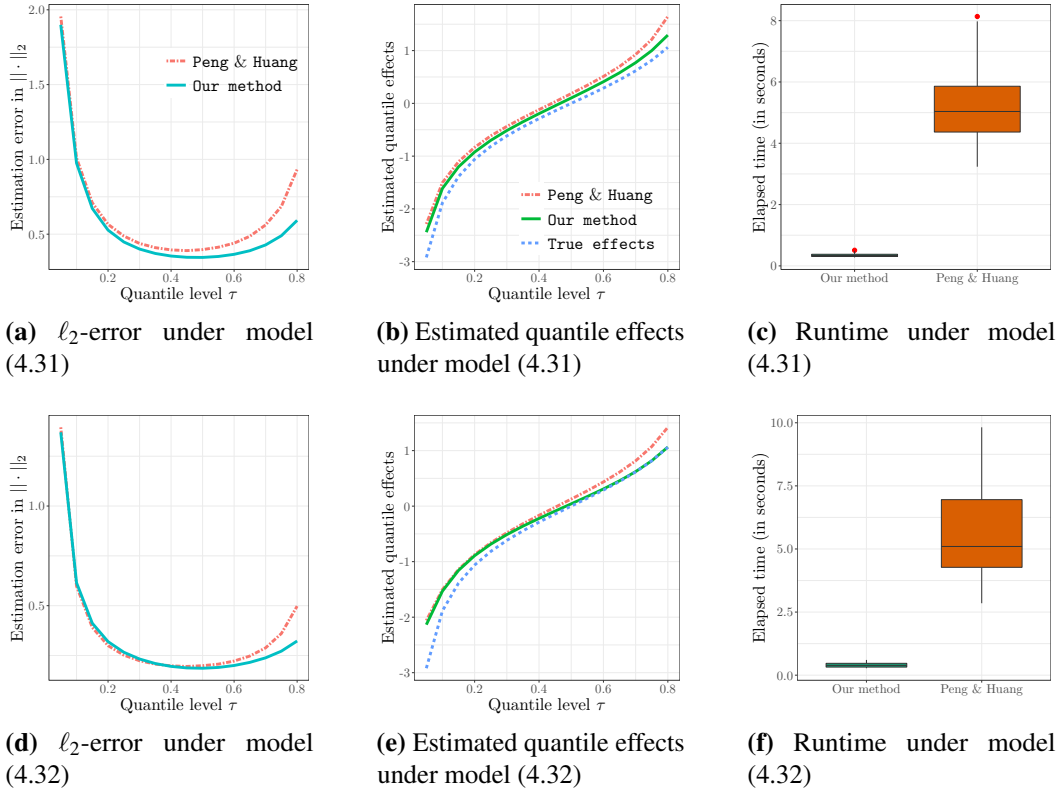 2.0
1.5
1.0
0.5
Estimation error in || · ||₂
Peng & Huang
Our method
0.2 0.4 0.6 0.8
Quantile level τ
(a) ℓ₂-error under model
(4.31)
1
0
-1
-2
-3
Estimated quantile effects
Peng & Huang
Our method
True effects
0.2 0.4 0.6 0.8
Quantile level τ
(b) Estimated quantile effects
under model (4.31)
8
6
4
2
0
Elapsed time (in seconds)
Our method Peng & Huang
(c) Runtime under model
(4.31)
1.0
0.5
Estimation error in || · ||₂
0.2 0.4 0.6 0.8
Quantile level τ
(d) ℓ₂-error under model
(4.32)
1
0
-1
-2
-3
Estimated quantile effects
0.2 0.4 0.6 0.8
Quantile level τ
(e) Estimated quantile effects
under model (4.32)
10.0
7.5
5.0
2.5
0.0
Elapsed time (in seconds)
Our method Peng & Huang
(f) Runtime under model
(4.32)